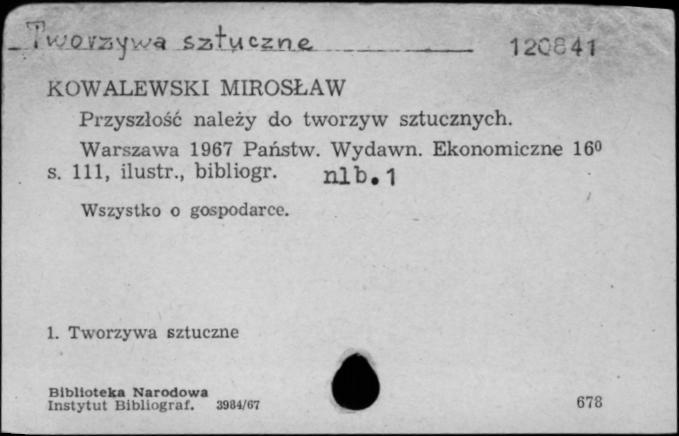 Tworzywa sztuczne 120841
KOWALEWSKI MIROSŁAW
Przyszłość należy do tworzyw sztucznych.
Warszawa 1967 Państw. Wydawn. Ekonomiczne 16⁰
s. 111, ilustr., bibliogr. nlb. 1
Wszystko o gospodarce.
1. Tworzywa sztuczne
Biblioteka Narodowa
Instytut Bibliograf. 3984/67 678